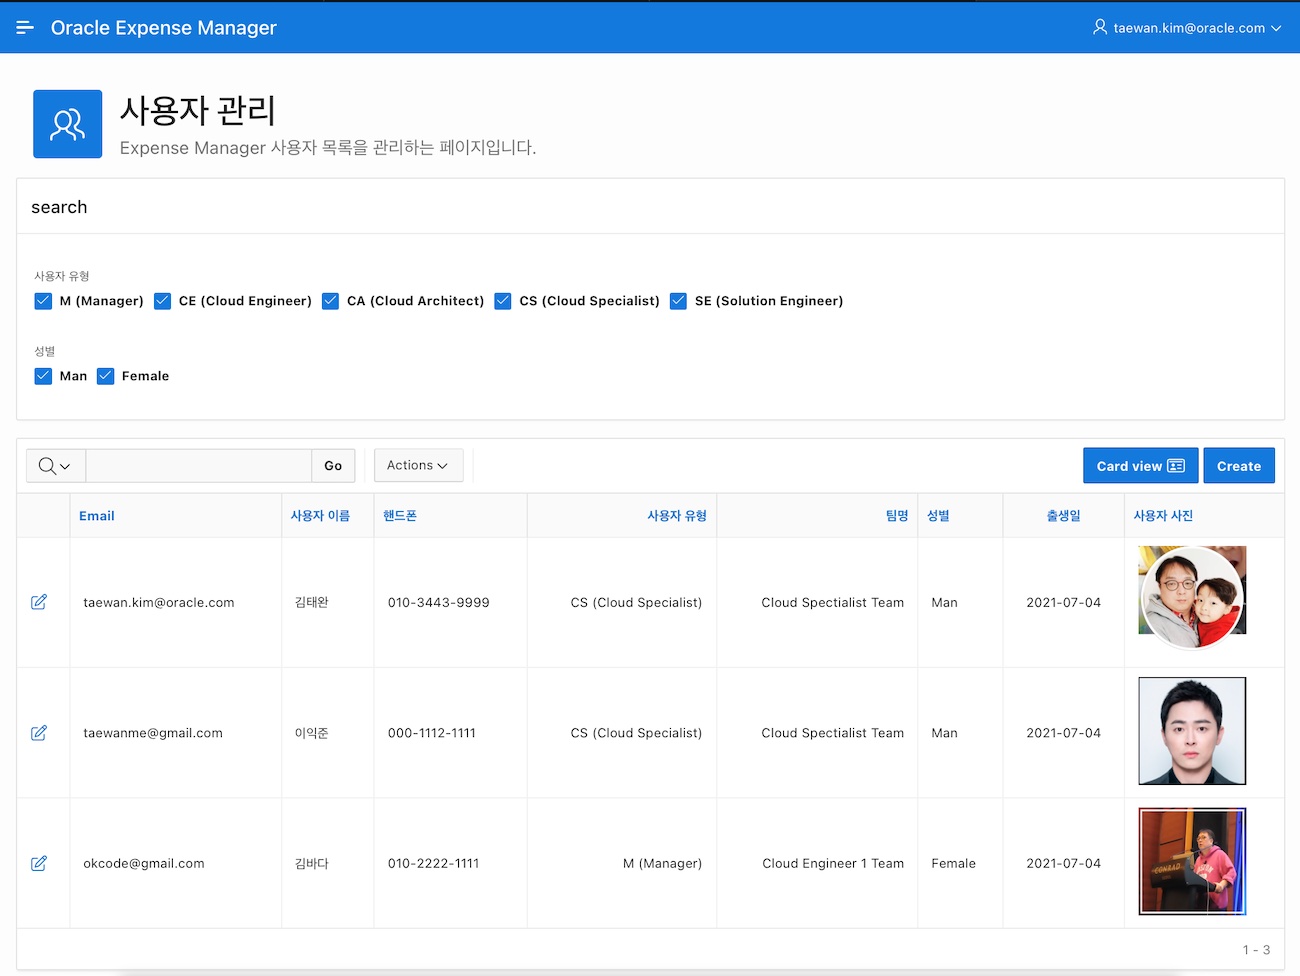 Oracle Expense Manager
taewan.kim@oracle.com
사용자 관리
Expense Manager 사용자 목록을 관리하는 페이지입니다.
search
사용자 유형
M (Manager) CE (Cloud Engineer) CA (Cloud Architect) CS (Cloud Specialist) SE (Solution Engineer)
성별
Man Female
Go Actions Card view Create
Email 사용자 이름 핸드폰 사용자 유형 팀명 성별 출생일 사용자 사진
taewan.kim@oracle.com 김태완 010-3443-9999 CS (Cloud Specialist) Cloud Spectialist Team Man 2021-07-04
taewanme@gmail.com 이익준 000-1112-1111 CS (Cloud Specialist) Cloud Spectialist Team Man 2021-07-04
okcode@gmail.com 김바다 010-2222-1111 M (Manager) Cloud Engineer 1 Team Female 2021-07-04
CONRAD
1 - 3